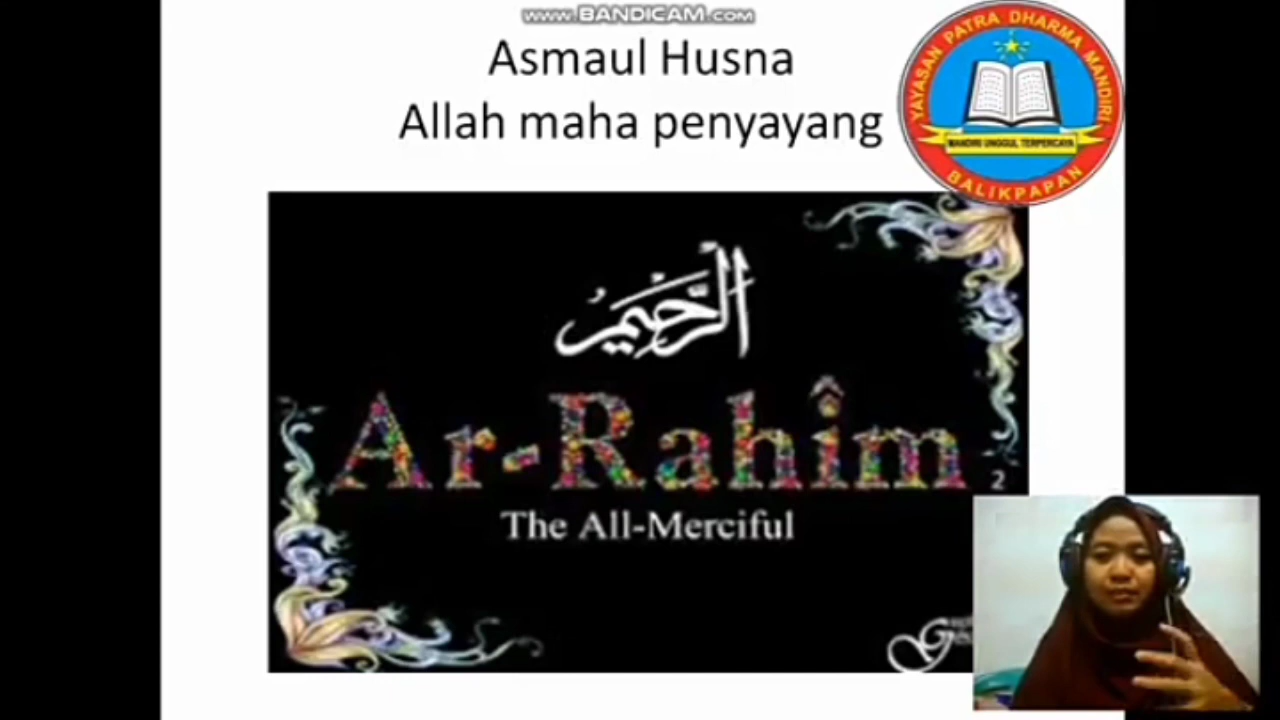 www.BANDICAM.com
Asmaul Husna
Allah maha penyayang
YAYASAN PATRA DHARMA MANDIRI
MANDIRI UNGGUL TERPERCAYA
BALIKPAPAN
الرَّحِيمُ
Ar-Rahîm
2
The All-Merciful